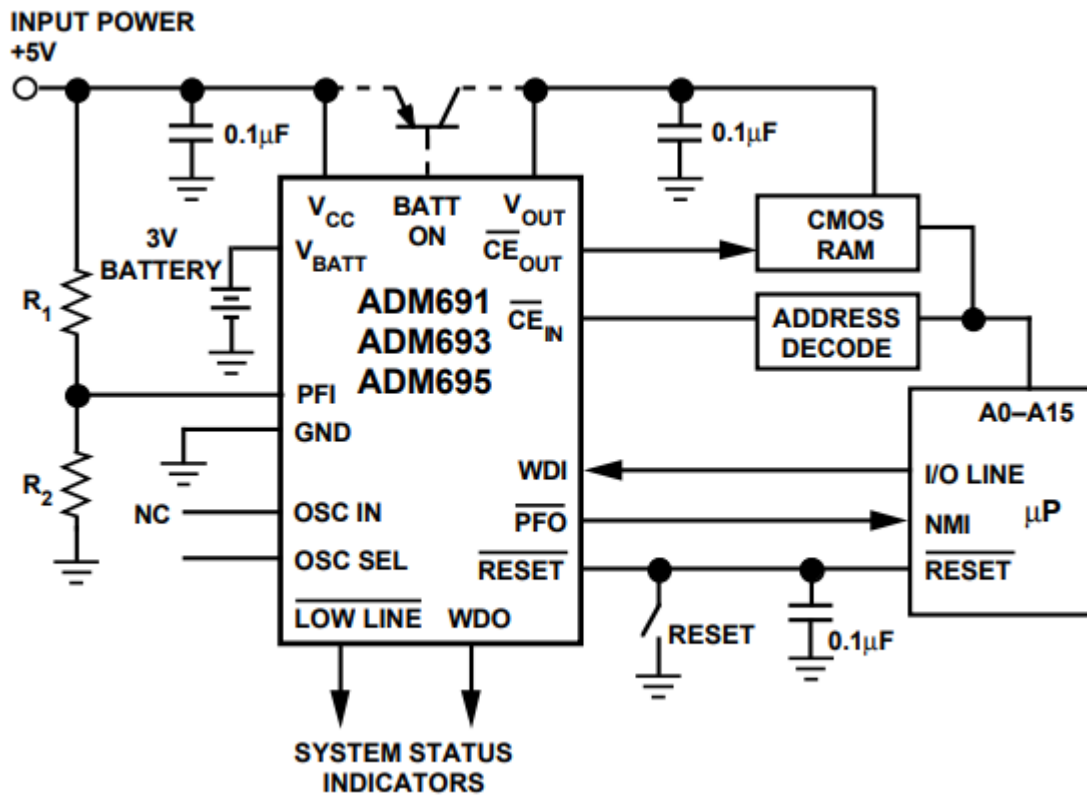 INPUT POWER
+5V
0.1μF
0.1μF
3V
BATTERY
R1
R2
NC
VCC
BATT
ON
VOUT
VBATT
CEOUT
CEIN
ADM691
ADM693
ADM695
PFI
GND
OSC IN
OSC SEL
LOW LINE
WDO
WDI
PFO
RESET
CMOS
RAM
ADDRESS
DECODE
A0–A15
I/O LINE
NMI
μP
RESET
RESET
0.1μF
SYSTEM STATUS
INDICATORS